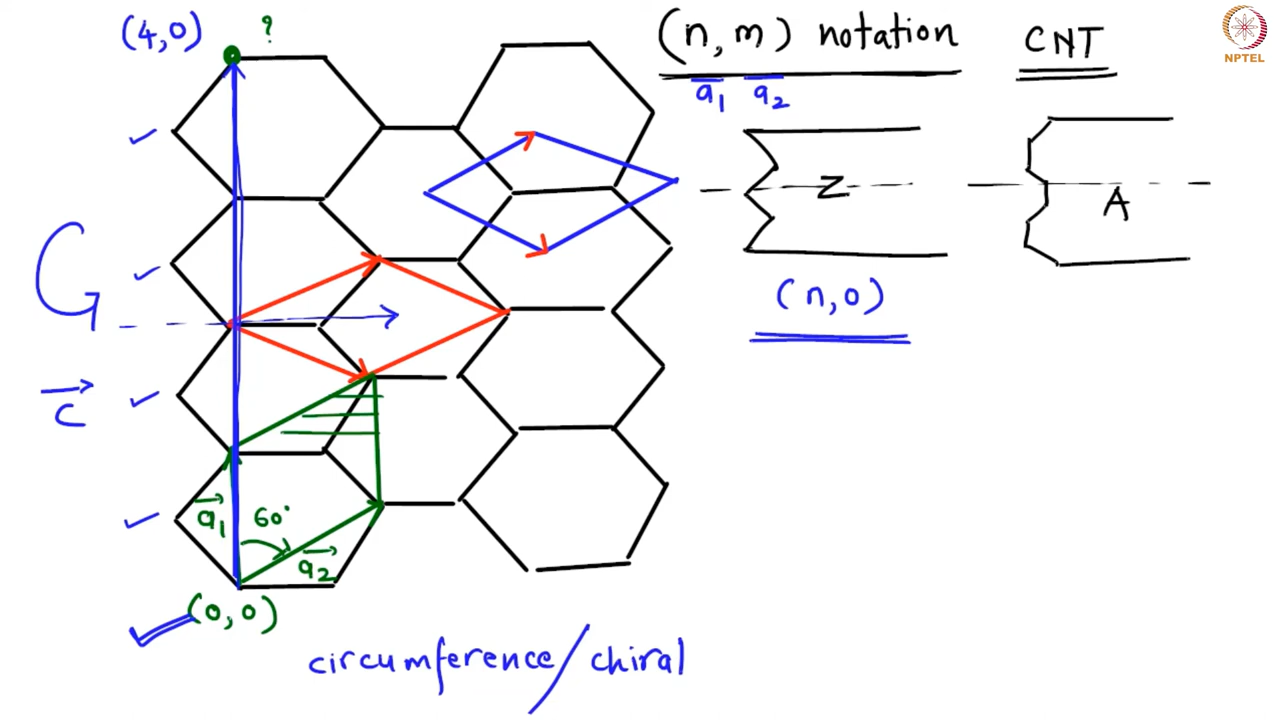 (4,0)
?
(n, m) notation
CNT
NPTEL
a1 a2
Z
A
G
(n,0)
C
a1
60°
a2
(0,0)
circumference/chiral